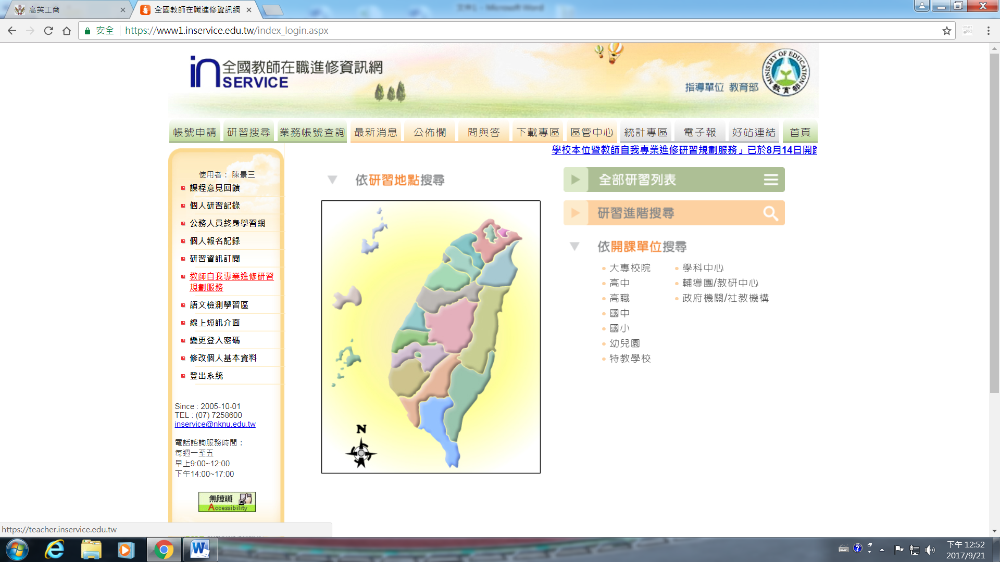 高英工商
全國教師在職進修資訊網
安全
https://www1.inservice.edu.tw/index_login.aspx
in全國教師在職進修資訊網
SERVICE
指導單位 教育部
MINISTRY OF EDUCATION
教育部
帳號申請 研習搜尋 業務帳號查詢 最新消息 公佈欄 問與答 下載專區 區管中心 統計專區 電子報 好站連結 首頁
學校本位暨教師自我專業進修研習規劃服務」已於8月14日開跑
使用者： 陳景三
課程意見回饋
個人研習記錄
公務人員終身學習網
個人報名記錄
研習資訊訂閱
教師自我專業進修研習
規劃服務
語文檢測學習區
線上短訊介面
變更登入密碼
修改個人基本資料
登出系統
Since : 2005-10-01
TEL : (07) 7258600
inservice@nknu.edu.tw
電話諮詢服務時間：
每週一至五
早上9:00~12:00
下午14:00~17:00
無障礙
Accessibility
依研習地點搜尋
N
全部研習列表
研習進階搜尋
依開課單位搜尋
大專校院
高中
高職
國中
國小
幼兒園
特教學校
學科中心
輔導團/教研中心
政府機關/社教機構
https://teacher.inservice.edu.tw
下午 12:52
2017/9/21